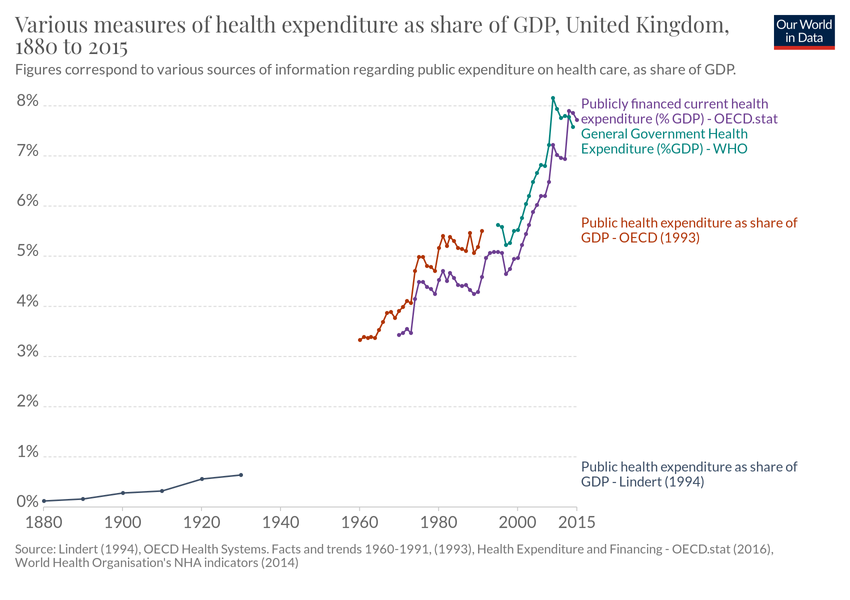 Various measures of health expenditure as share of GDP, United Kingdom,
1880 to 2015
Our World
in Data
Figures correspond to various sources of information regarding public expenditure on health care, as share of GDP.
8%
7%
6%
5%
4%
3%
2%
1%
0%
Publicly financed current health
expenditure (% GDP) - OECD.stat
General Government Health
Expenditure (%GDP) - WHO
Public health expenditure as share of
GDP - OECD (1993)
Public health expenditure as share of
GDP - Lindert (1994)
1880 1900 1920 1940 1960 1980 2000 2015
Source: Lindert (1994), OECD Health Systems. Facts and trends 1960-1991, (1993), Health Expenditure and Financing - OECD.stat (2016),
World Health Organisation's NHA indicators (2014)